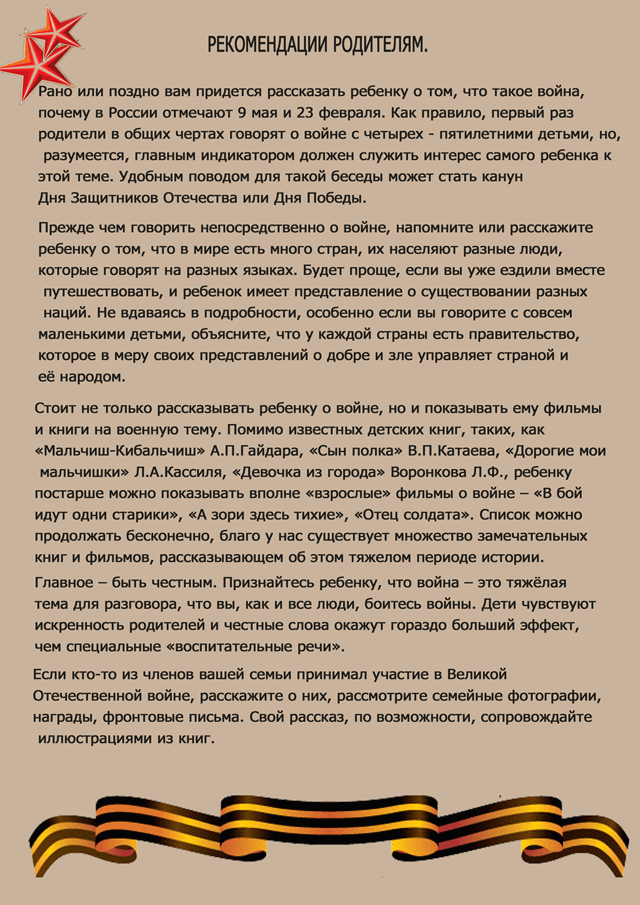 РЕКОМЕНДАЦИИ РОДИТЕЛЯМ.
Рано или поздно вам придется рассказать ребенку о том, что такое война,
почему в России отмечают 9 мая и 23 февраля. Как правило, первый раз
родители в общих чертах говорят о войне с четырех - пятилетними детьми, но,
разумеется, главным индикатором должен служить интерес самого ребенка к
этой теме. Удобным поводом для такой беседы может стать канун
Дня Защитников Отечества или Дня Победы.
Прежде чем говорить непосредственно о войне, напомните или расскажите
ребенку о том, что в мире есть много стран, их населяют разные люди,
которые говорят на разных языках. Будет проще, если вы уже ездили вместе
путешествовать, и ребенок имеет представление о существовании разных
наций. Не вдаваясь в подробности, особенно если вы говорите с совсем
маленькими детьми, объясните, что у каждой страны есть правительство,
которое в меру своих представлений о добре и зле управляет страной и
её народом.
Стоит не только рассказывать ребенку о войне, но и показывать ему фильмы
и книги на военную тему. Помимо известных детских книг, таких, как
«Мальчиш-Кибальчиш» А.П.Гайдара, «Сын полка» В.П.Катаева, «Дорогие мои
мальчишки» Л.А.Кассиля, «Девочка из города» Воронкова Л.Ф., ребенку
постарше можно показывать вполне «взрослые» фильмы о войне – «В бой
идут одни старики», «А зори здесь тихие», «Отец солдата». Список можно
продолжать бесконечно, благо у нас существует множество замечательных
книг и фильмов, рассказывающем об этом тяжелом периоде истории.
Главное – быть честным. Признайтесь ребенку, что война – это тяжёлая
тема для разговора, что вы, как и все люди, боитесь войны. Дети чувствуют
искренность родителей и честные слова окажут гораздо больший эффект,
чем специальные «воспитательные речи».
Если кто-то из членов вашей семьи принимал участие в Великой
Отечественной войне, расскажите о них, рассмотрите семейные фотографии,
награды, фронтовые письма. Свой рассказ, по возможности, сопровождайте
иллюстрациями из книг.